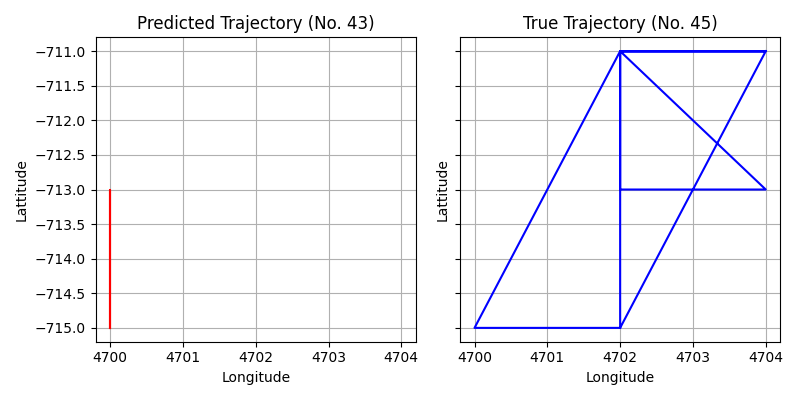 Predicted Trajectory (No. 43)
−711.0
−711.5
−712.0
−712.5
−713.0
−713.5
−714.0
−714.5
−715.0
Lattitude
4700 4701 4702 4703 4704
Longitude
True Trajectory (No. 45)
Lattitude
4700 4701 4702 4703 4704
Longitude